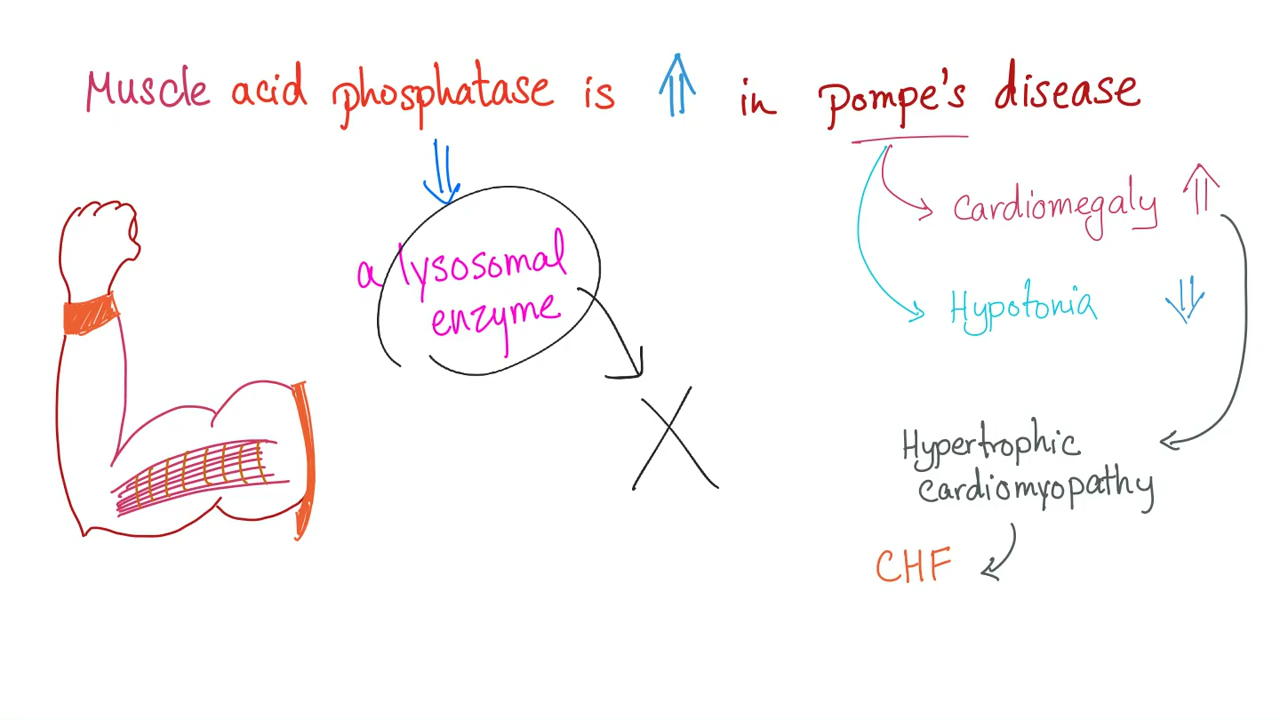 Muscle acid phosphatase is ⇑ in pompe's disease
a lysosomal
enzyme
Cardiomegaly ⇑
Hypotonia ⇓
Hypertrophic
cardiomyopathy
CHF